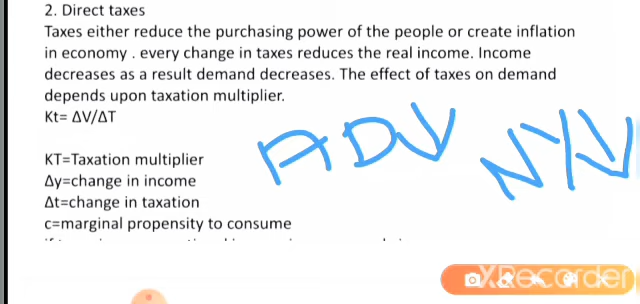 2. Direct taxes
Taxes either reduce the purchasing power of the people or create inflation
in economy . every change in taxes reduces the real income. Income
decreases as a result demand decreases. The effect of taxes on demand
depends upon taxation multiplier.
Kt= ΔV/ΔT
ADV
NYV
KT=Taxation multiplier
Δy=change in income
Δt=change in taxation
c=marginal propensity to consume
XRecorder